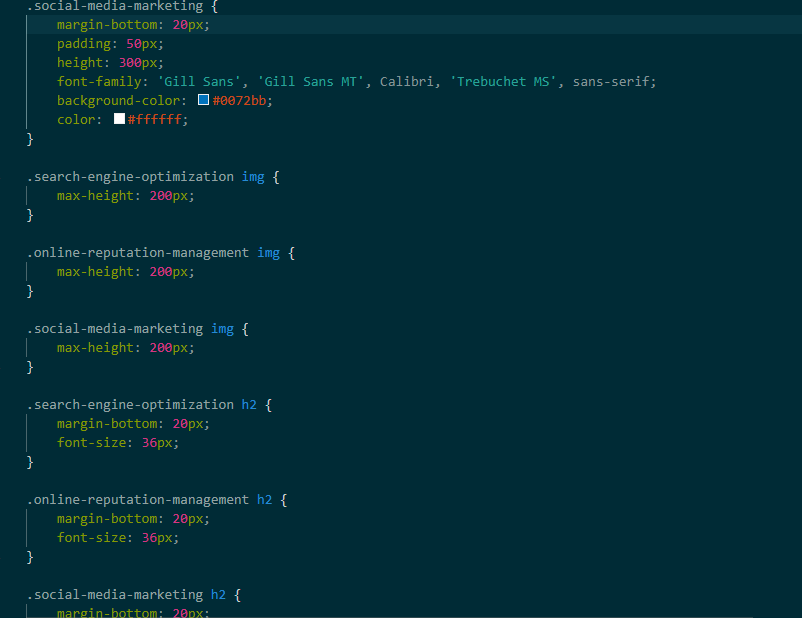 .social-media-marketing {
    margin-bottom: 20px;
    padding: 50px;
    height: 300px;
    font-family: 'Gill Sans', 'Gill Sans MT', Calibri, 'Trebuchet MS', sans-serif;
    background-color: #0072bb;
    color: #ffffff;
}

.search-engine-optimization img {
    max-height: 200px;
}

.online-reputation-management img {
    max-height: 200px;
}

.social-media-marketing img {
    max-height: 200px;
}

.search-engine-optimization h2 {
    margin-bottom: 20px;
    font-size: 36px;
}

.online-reputation-management h2 {
    margin-bottom: 20px;
    font-size: 36px;
}

.social-media-marketing h2 {
    margin-bottom: 20px;